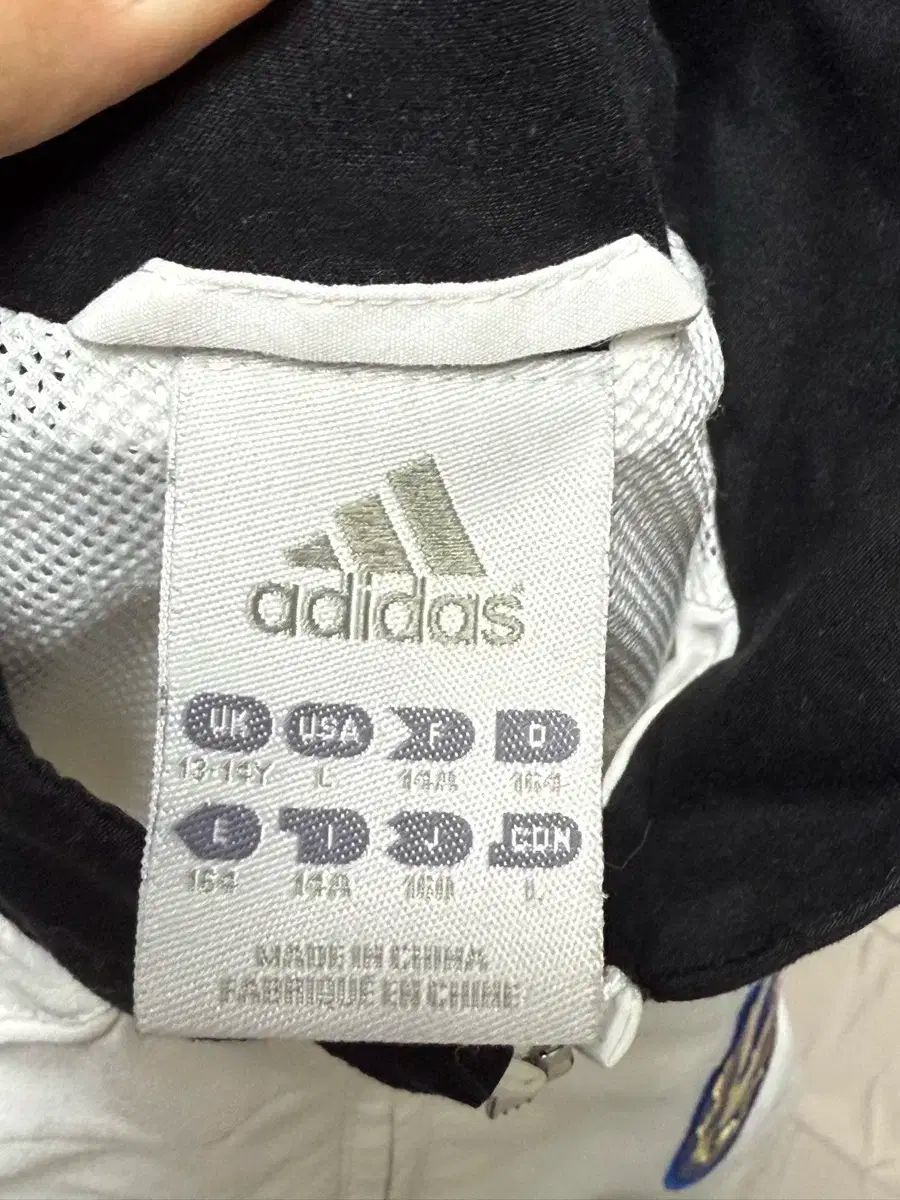 adidas
UK USA F D
13-14Y L 14A 164
E I J CDN
164 14A 160 L
MADE IN CHINA
FABRIQUE EN CHINE